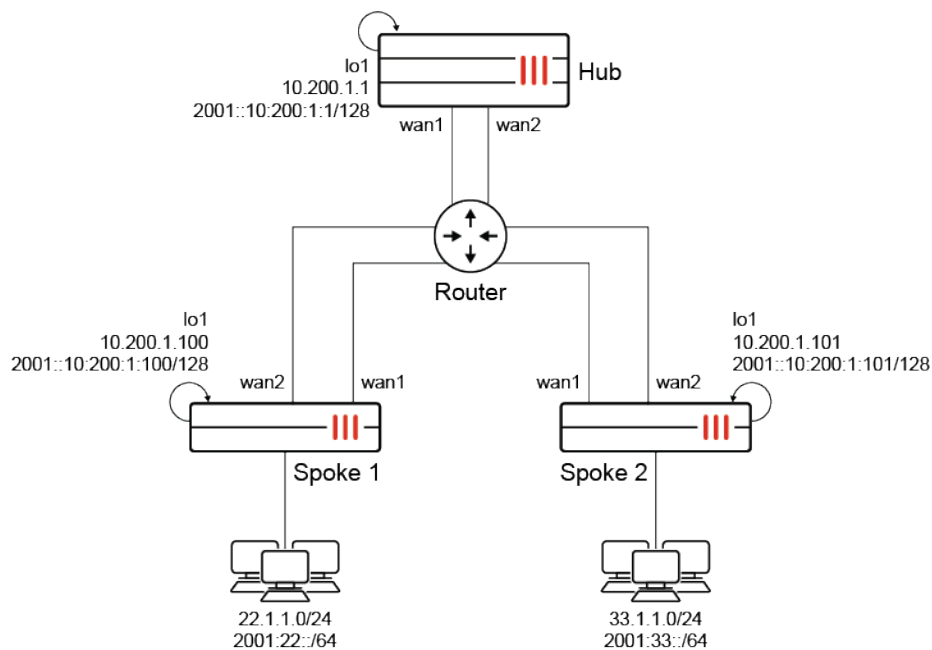 lo1
10.200.1.1
2001::10:200:1:1/128
Hub
wan1
wan2
Router
lo1
10.200.1.100
2001::10:200:1:100/128
lo1
10.200.1.101
2001::10:200:1:101/128
wan2
wan1
wan1
wan2
Spoke 1
Spoke 2
22.1.1.0/24
2001:22::/64
33.1.1.0/24
2001:33::/64